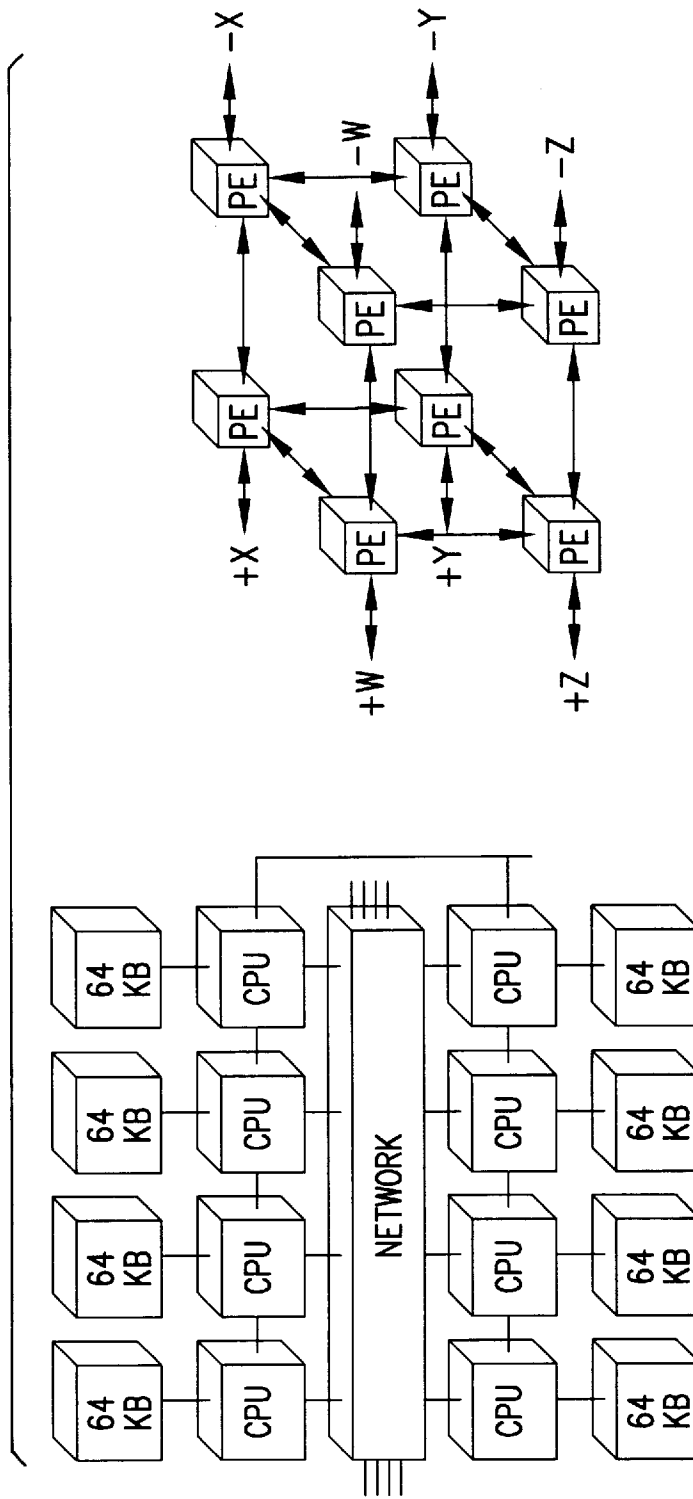 64
KB
64
KB
64
KB
64
KB
CPU
CPU
CPU
CPU
NETWORK
CPU
CPU
CPU
CPU
64
KB
64
KB
64
KB
64
KB
+X
PE
PE
-X
+W
PE
PE
-W
+Y
PE
PE
-Y
+Z
PE
PE
-Z